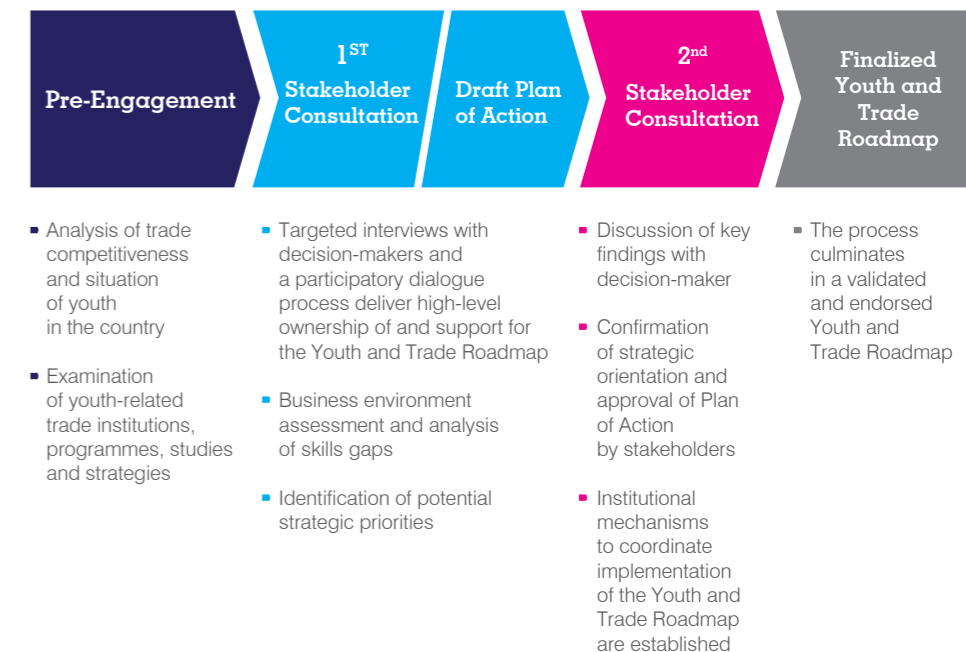 Pre-Engagement
1ST
Stakeholder
Consultation
Draft Plan
of Action
2nd
Stakeholder
Consultation
Finalized
Youth and
Trade
Roadmap
Analysis of trade
competitiveness
and situation
of youth
in the country
Examination
of youth-related
trade institutions,
programmes, studies
and strategies
Targeted interviews with
decision-makers and
a participatory dialogue
process deliver high-level
ownership of and support for
the Youth and Trade Roadmap
Business environment
assessment and analysis
of skills gaps
Identification of potential
strategic priorities
Discussion of key
findings with
decision-maker
Confirmation
of strategic
orientation and
approval of Plan
of Action
by stakeholders
Institutional
mechanisms
to coordinate
implementation
of the Youth and
Trade Roadmap
are established
The process
culminates
in a validated
and endorsed
Youth and
Trade Roadmap